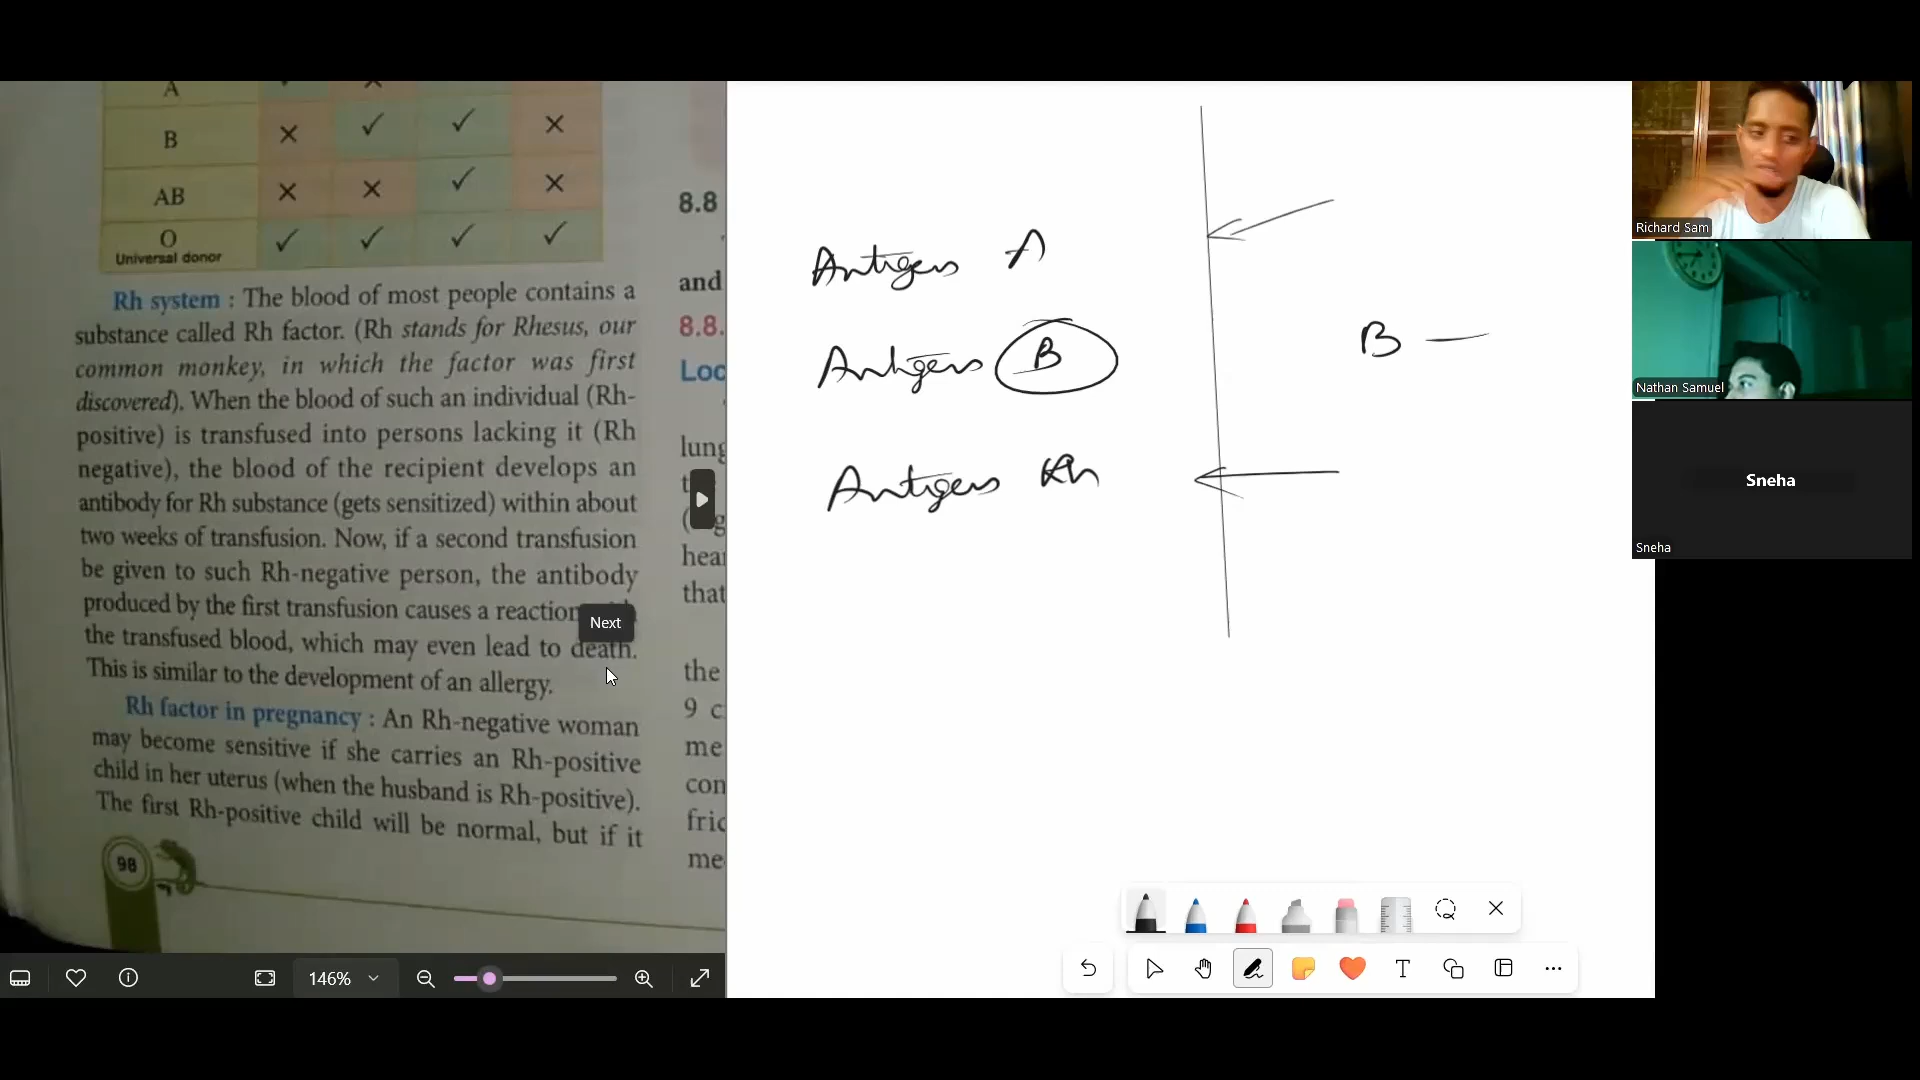 A
B
AB
O
Universal donor
Rh system : The blood of most people contains a
substance called Rh factor. (Rh stands for Rhesus, our
common monkey, in which the factor was first
discovered). When the blood of such an individual (Rh-
positive) is transfused into persons lacking it (Rh
negative), the blood of the recipient develops an
antibody for Rh substance (gets sensitized) within about
two weeks of transfusion. Now, if a second transfusion
be given to such Rh-negative person, the antibody
produced by the first transfusion causes a reaction
the transfused blood, which may even lead to death.
This is similar to the development of an allergy.
Rh factor in pregnancy : An Rh-negative woman
may become sensitive if she carries an Rh-positive
child in her uterus (when the husband is Rh-positive).
The first Rh-positive child will be normal, but if it
98
Next
8.8
and
8.8.
Loc
lung
hear
that
the
9 c
me
con
fric
me
146%
Antigens A
Antigens B
Antigens Rh
B —
T
Richard Sam
Nathan Samuel
Sneha
Sneha